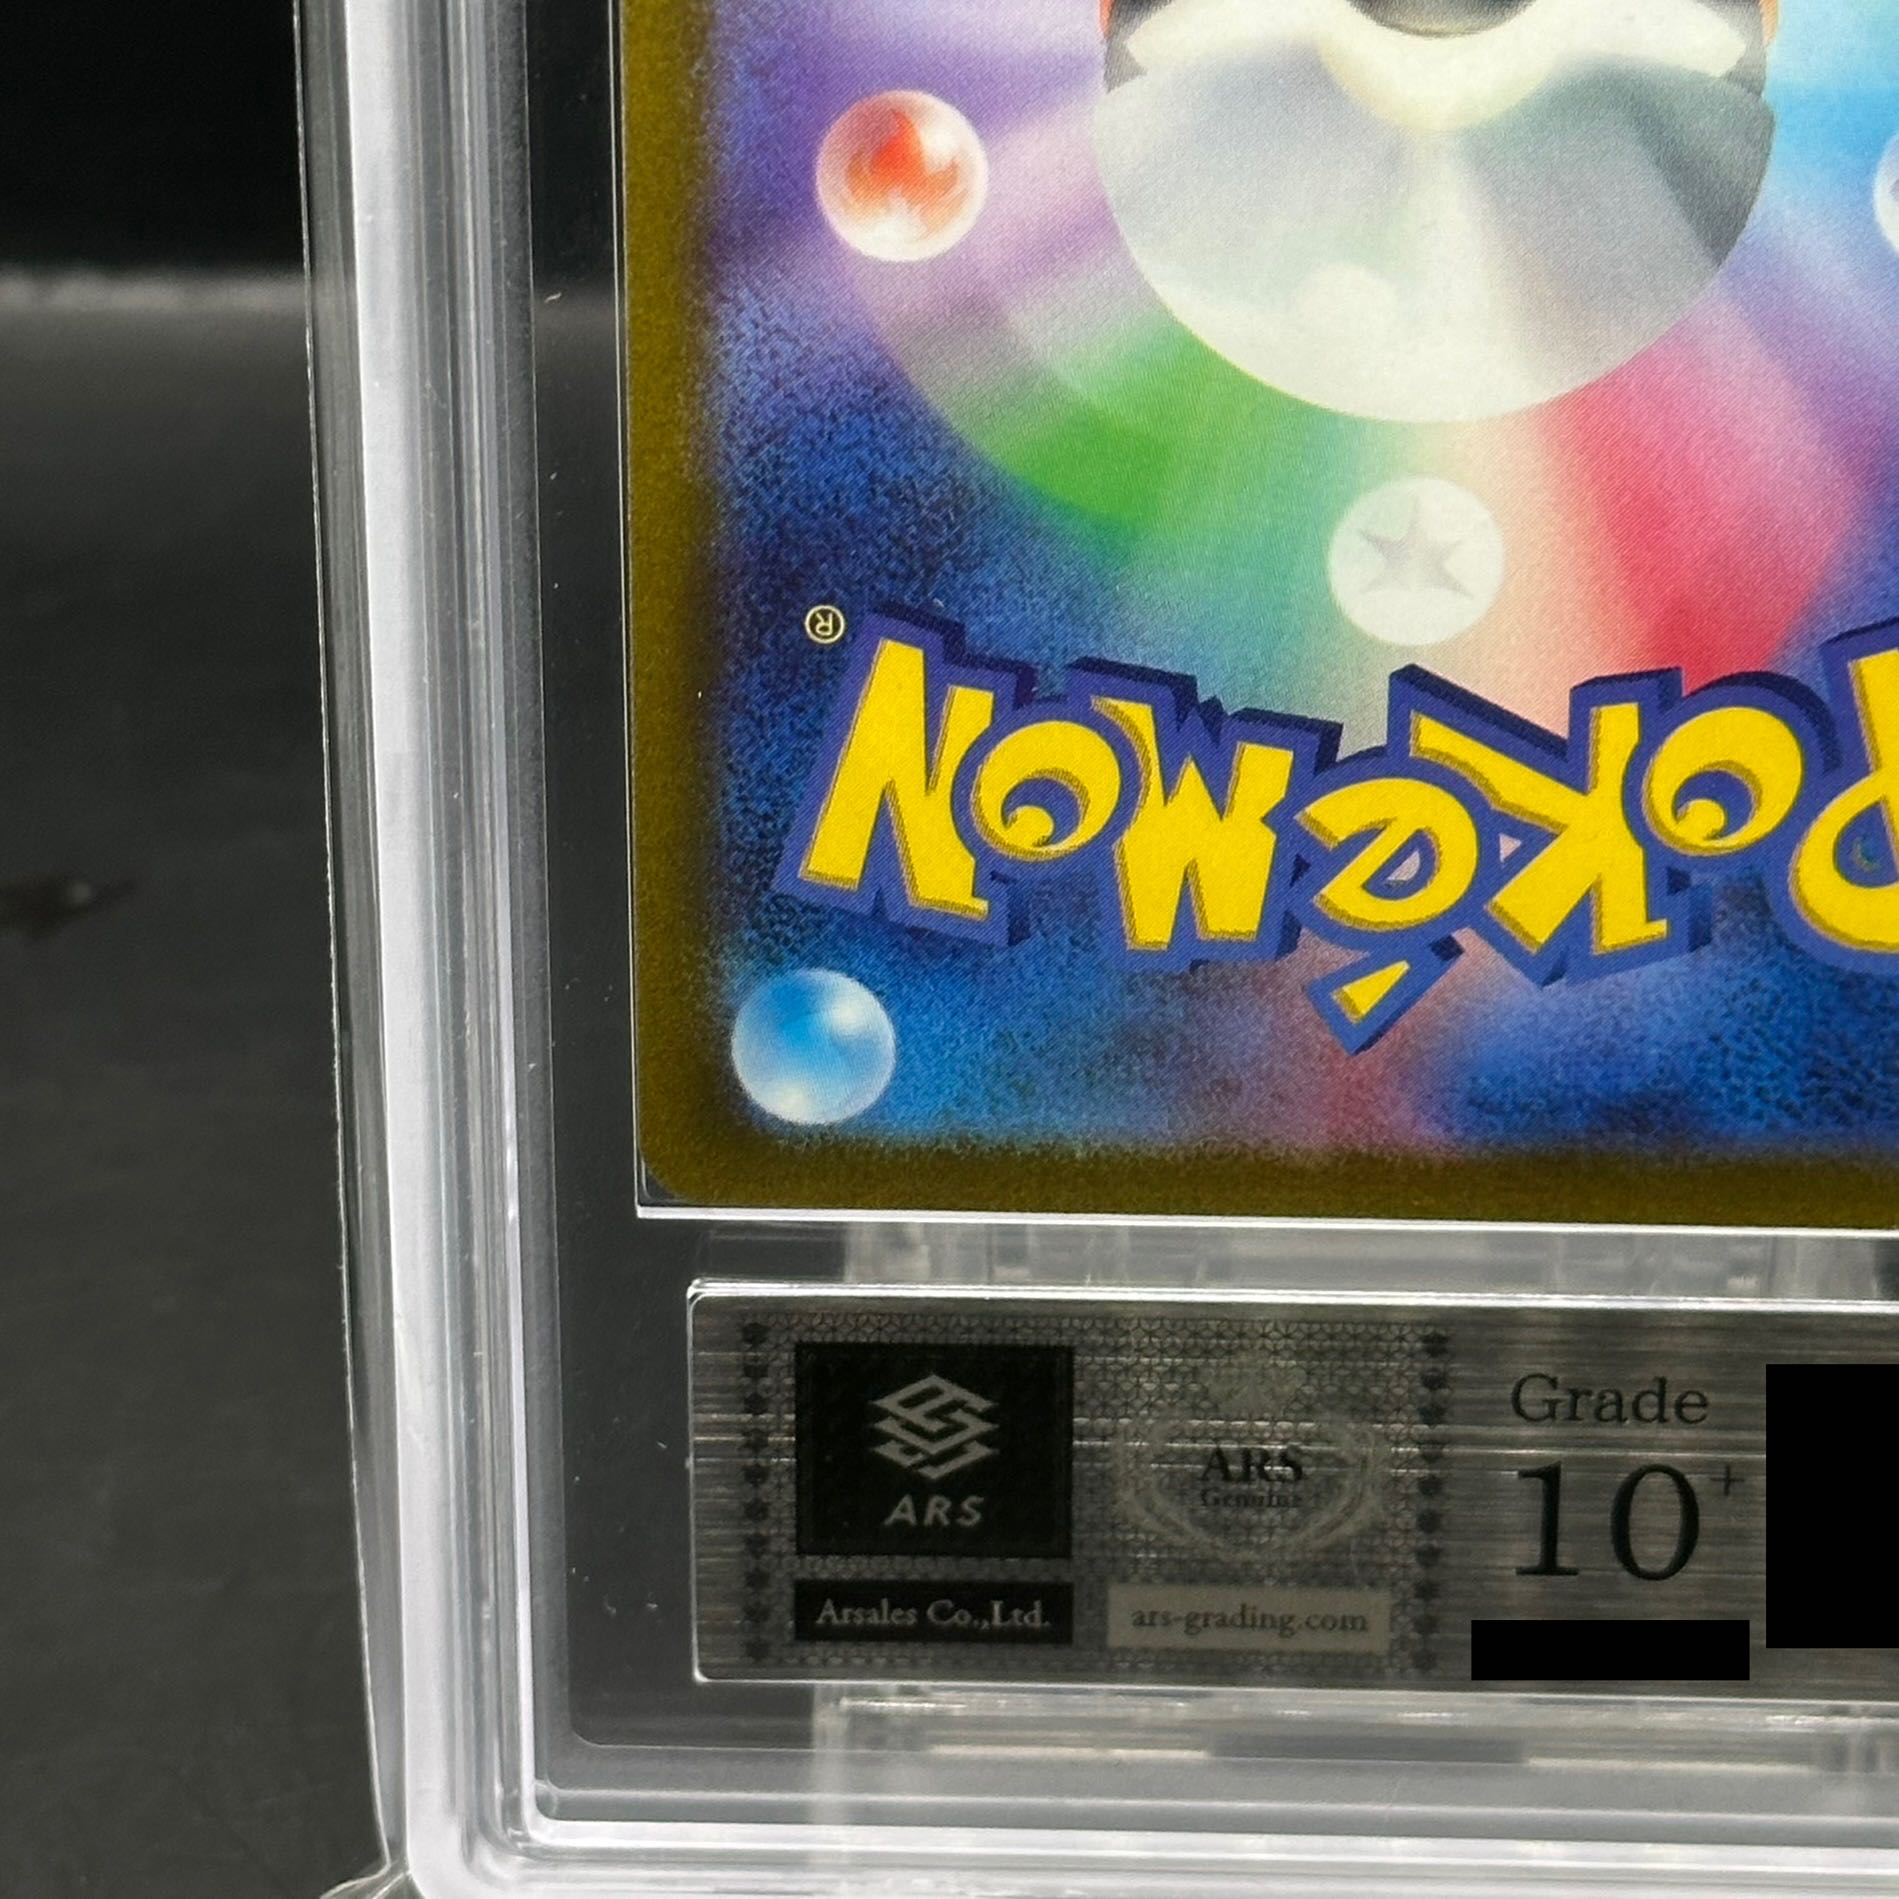 POKéMON®
ARS
Arsales Co.,Ltd.
ARS
Genuine
ars-grading.com
Grade
10+